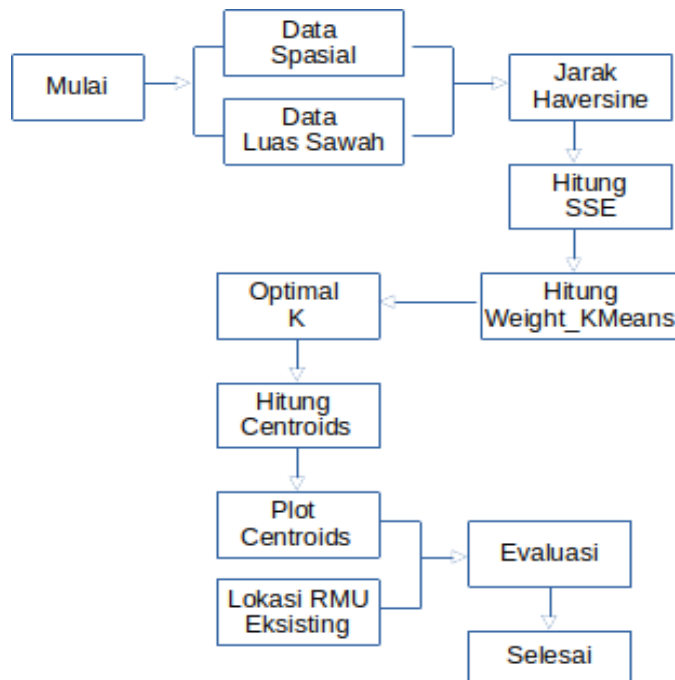 Mulai
Data
Spasial
Data
Luas Sawah
Jarak
Haversine
Hitung
SSE
Hitung
Weight_KMeans
Optimal
K
Hitung
Centroids
Plot
Centroids
Lokasi RMU
Eksisting
Evaluasi
Selesai